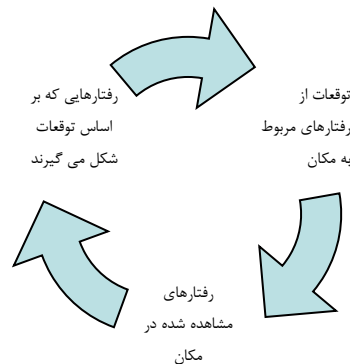 توقعات از
رفتارهای مربوط
به مکان
رفتارهای
مشاهده شده در
مکان
رفتارهایی که بر
اساس توقعات
شکل می گیرند